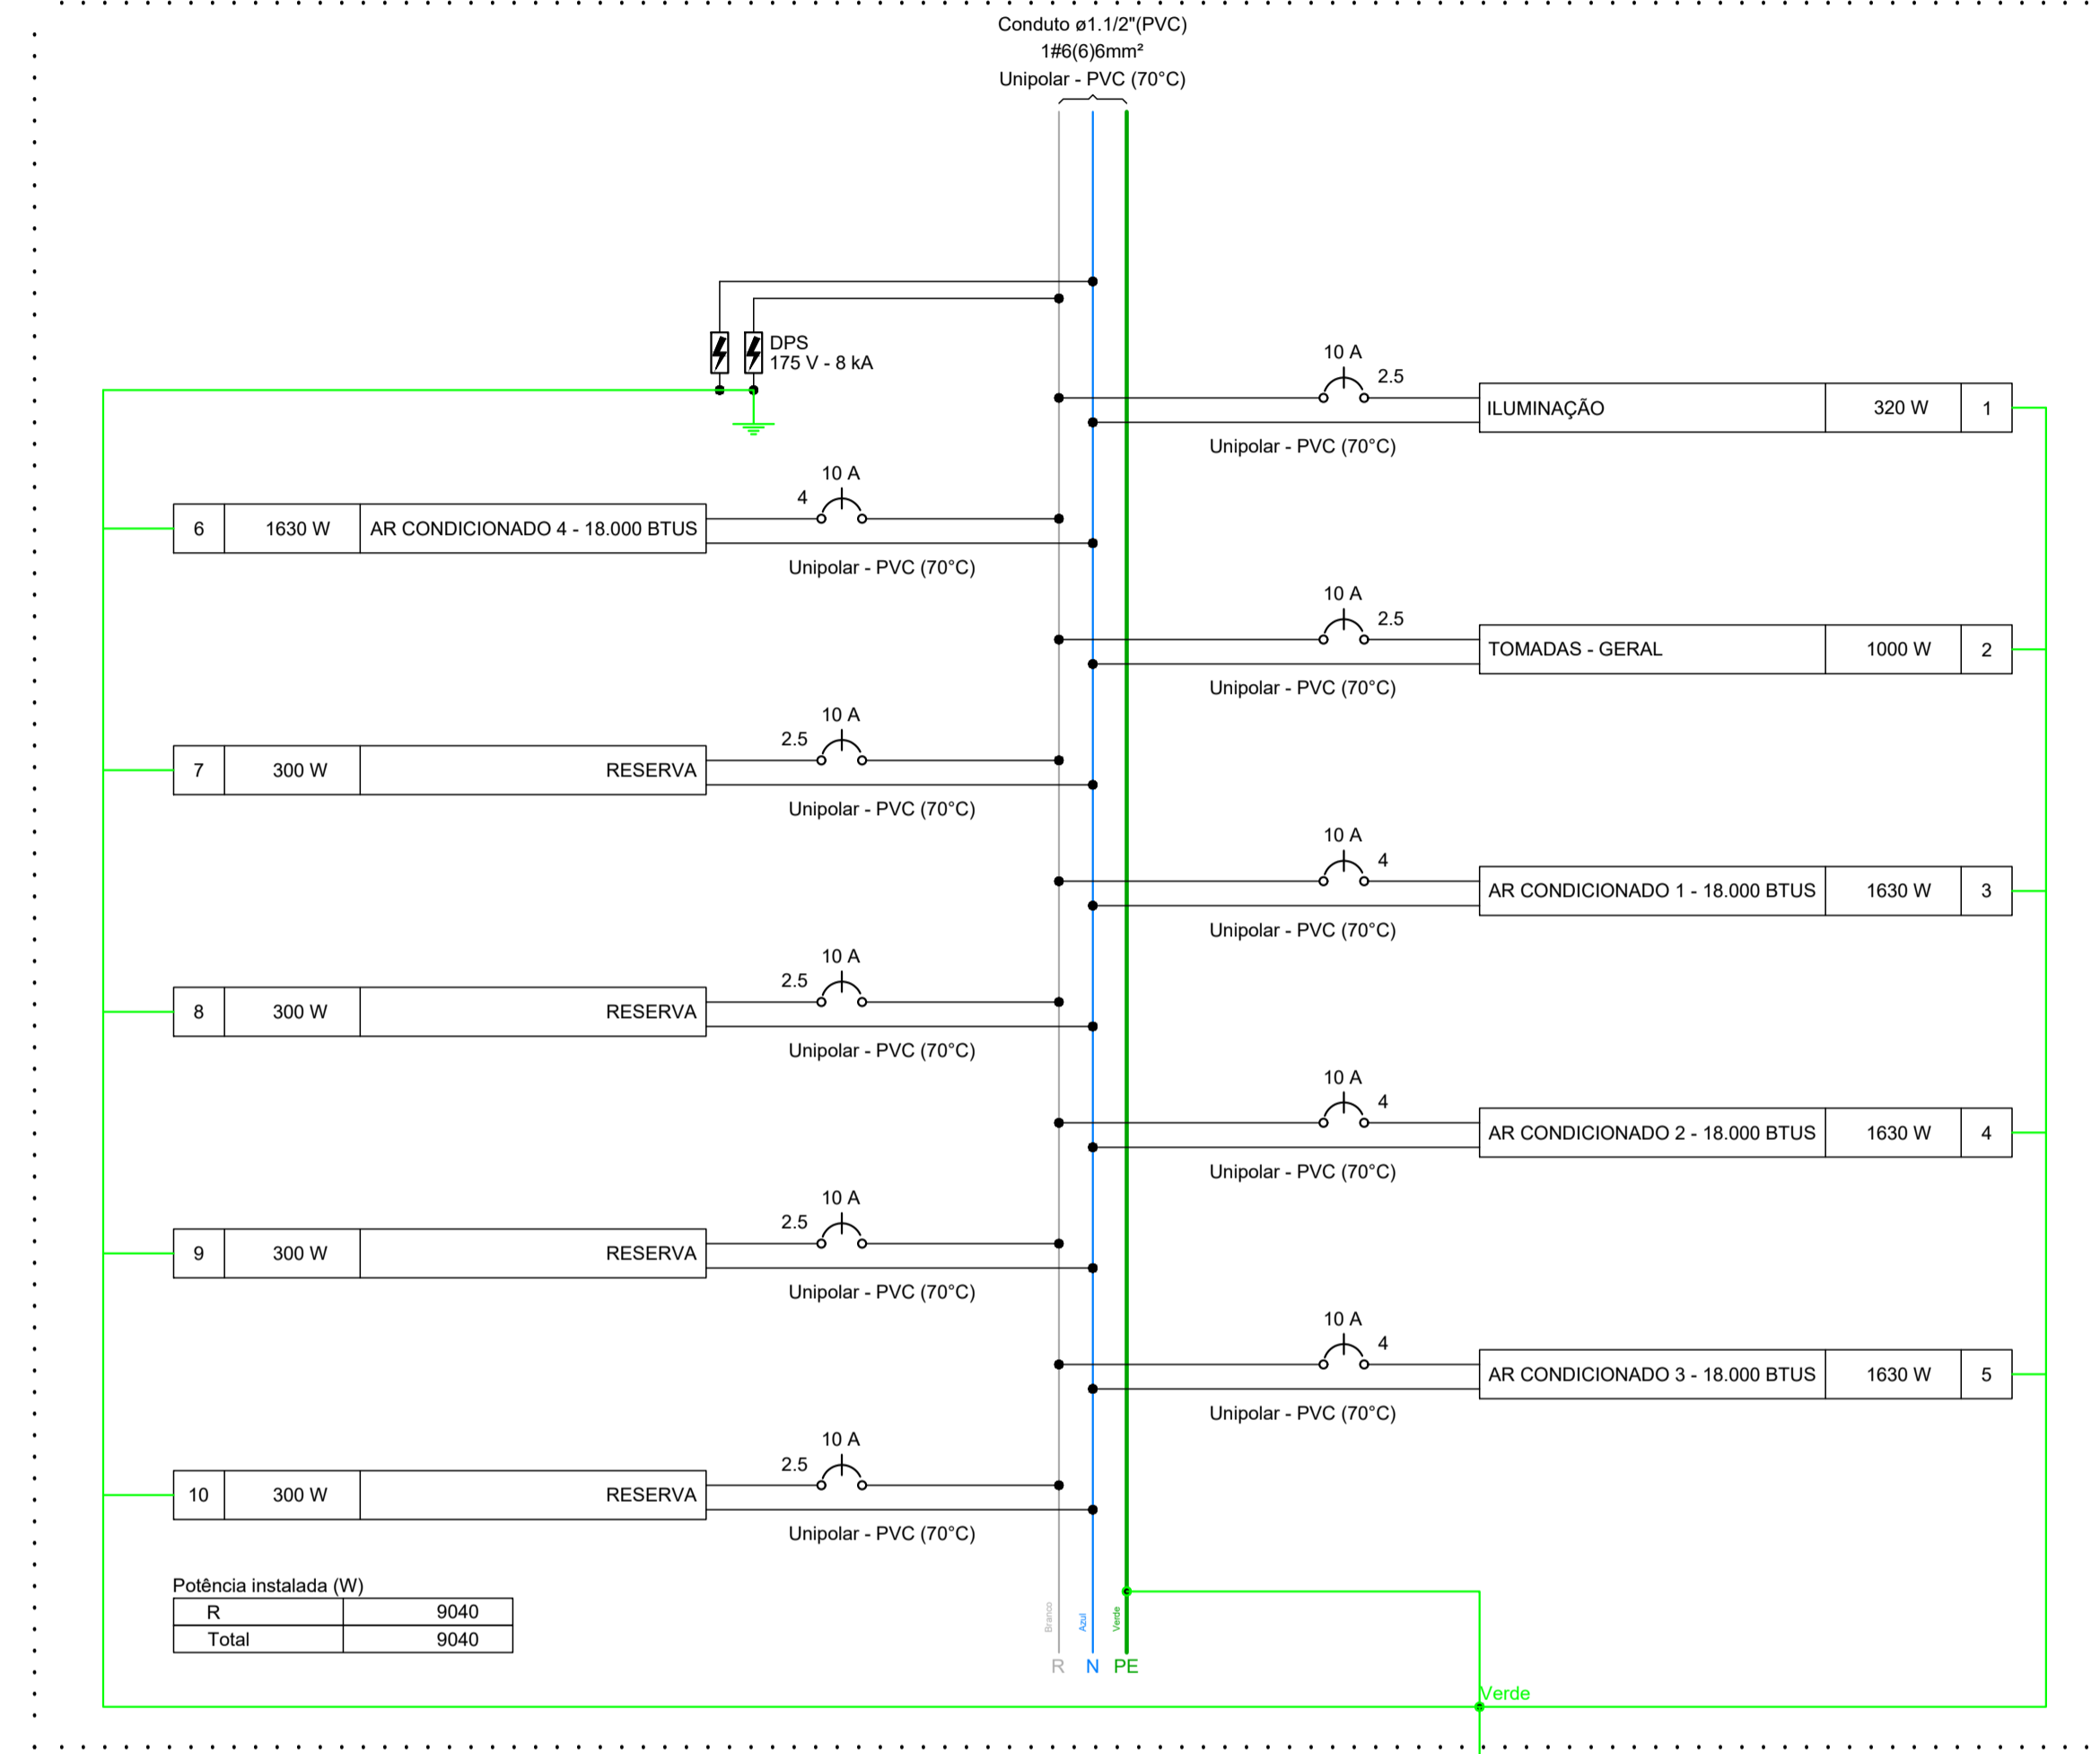 Conduto ø1.1/2"(PVC)
1#6(6)6mm²
Unipolar - PVC (70°C)
DPS
175 V - 8 kA
10 A
2.5
ILUMINAÇÃO 320 W 1
Unipolar - PVC (70°C)
10 A
4
6 1630 W AR CONDICIONADO 4 - 18.000 BTUS
Unipolar - PVC (70°C)
10 A
2.5
TOMADAS - GERAL 1000 W 2
Unipolar - PVC (70°C)
10 A
2.5
7 300 W RESERVA
Unipolar - PVC (70°C)
10 A
4
AR CONDICIONADO 1 - 18.000 BTUS 1630 W 3
Unipolar - PVC (70°C)
10 A
2.5
8 300 W RESERVA
Unipolar - PVC (70°C)
10 A
4
AR CONDICIONADO 2 - 18.000 BTUS 1630 W 4
Unipolar - PVC (70°C)
10 A
2.5
9 300 W RESERVA
Unipolar - PVC (70°C)
10 A
4
AR CONDICIONADO 3 - 18.000 BTUS 1630 W 5
Unipolar - PVC (70°C)
10 A
2.5
10 300 W RESERVA
Unipolar - PVC (70°C)
Potência instalada (W)
R 9040
Total 9040
Branco
Azul
Verde
R N PE
Verde